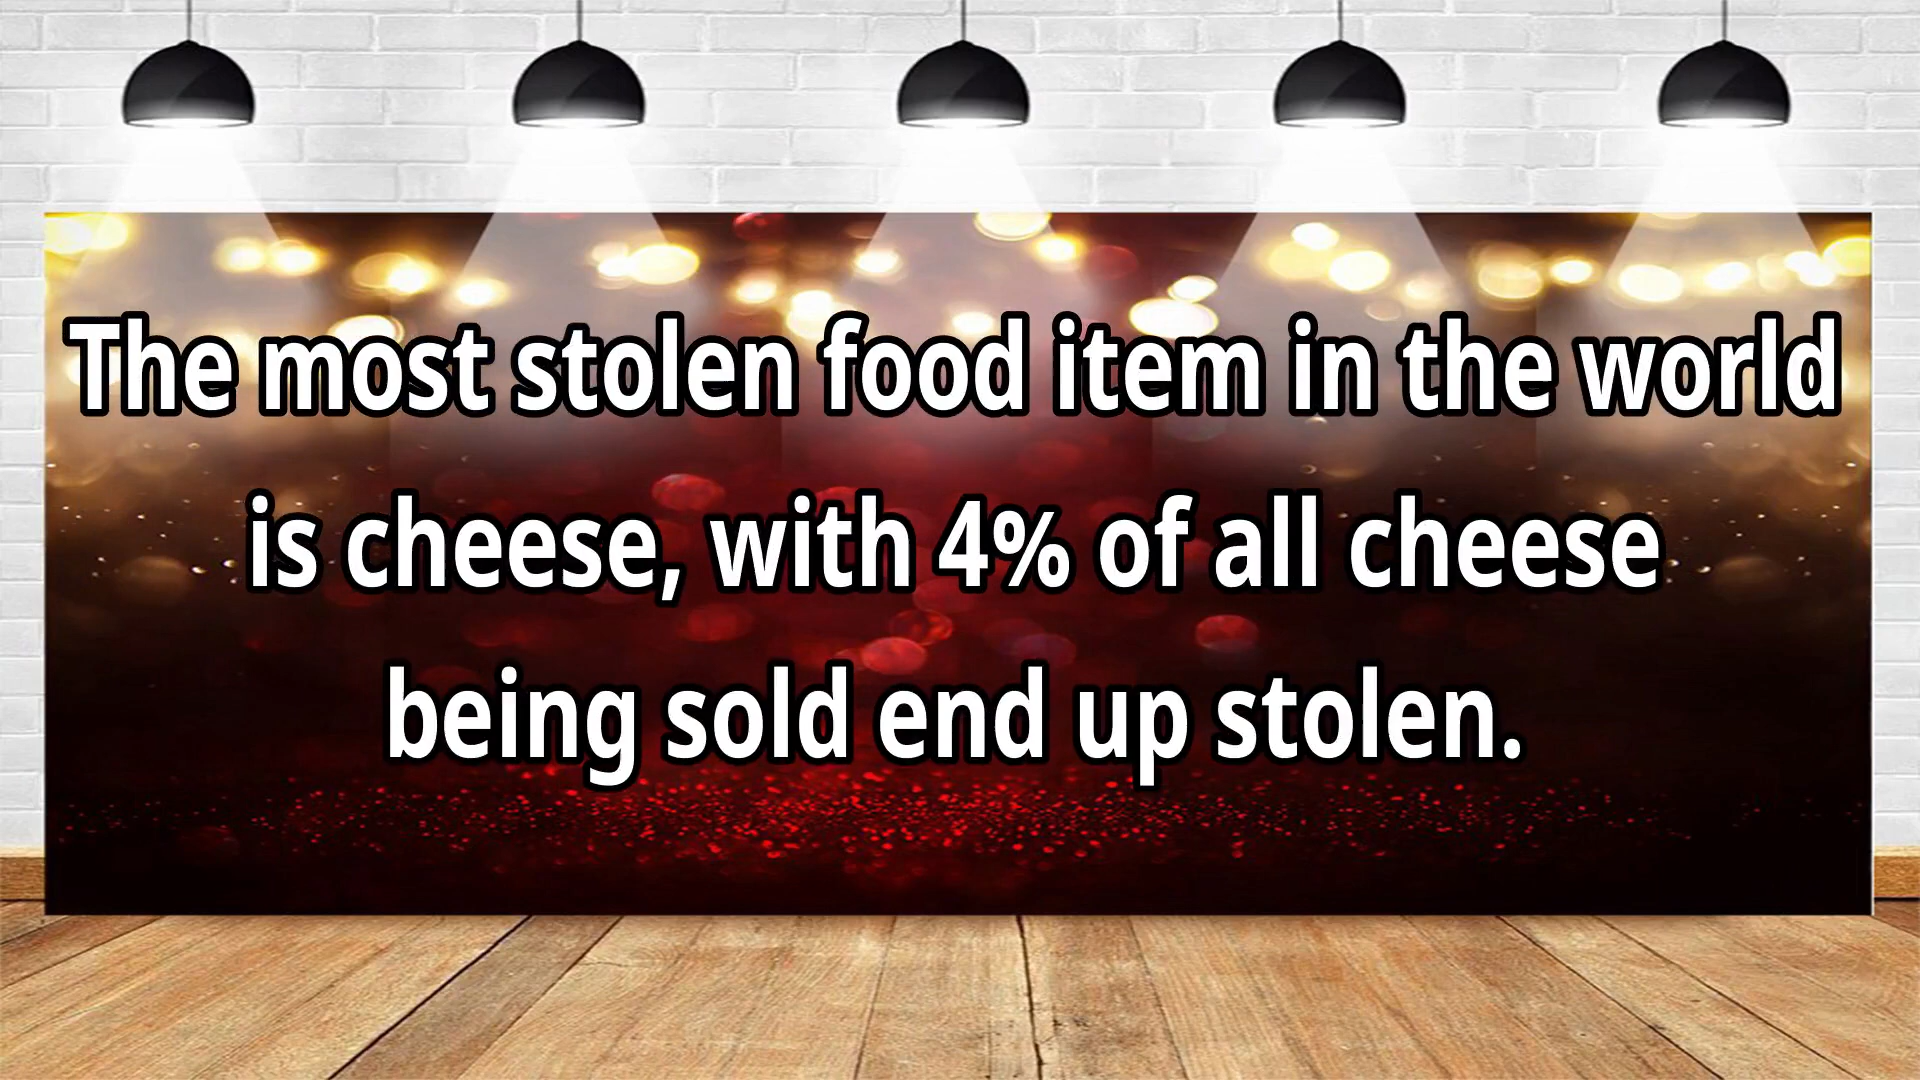 The most stolen food item in the world
is cheese, with 4% of all cheese
being sold end up stolen.